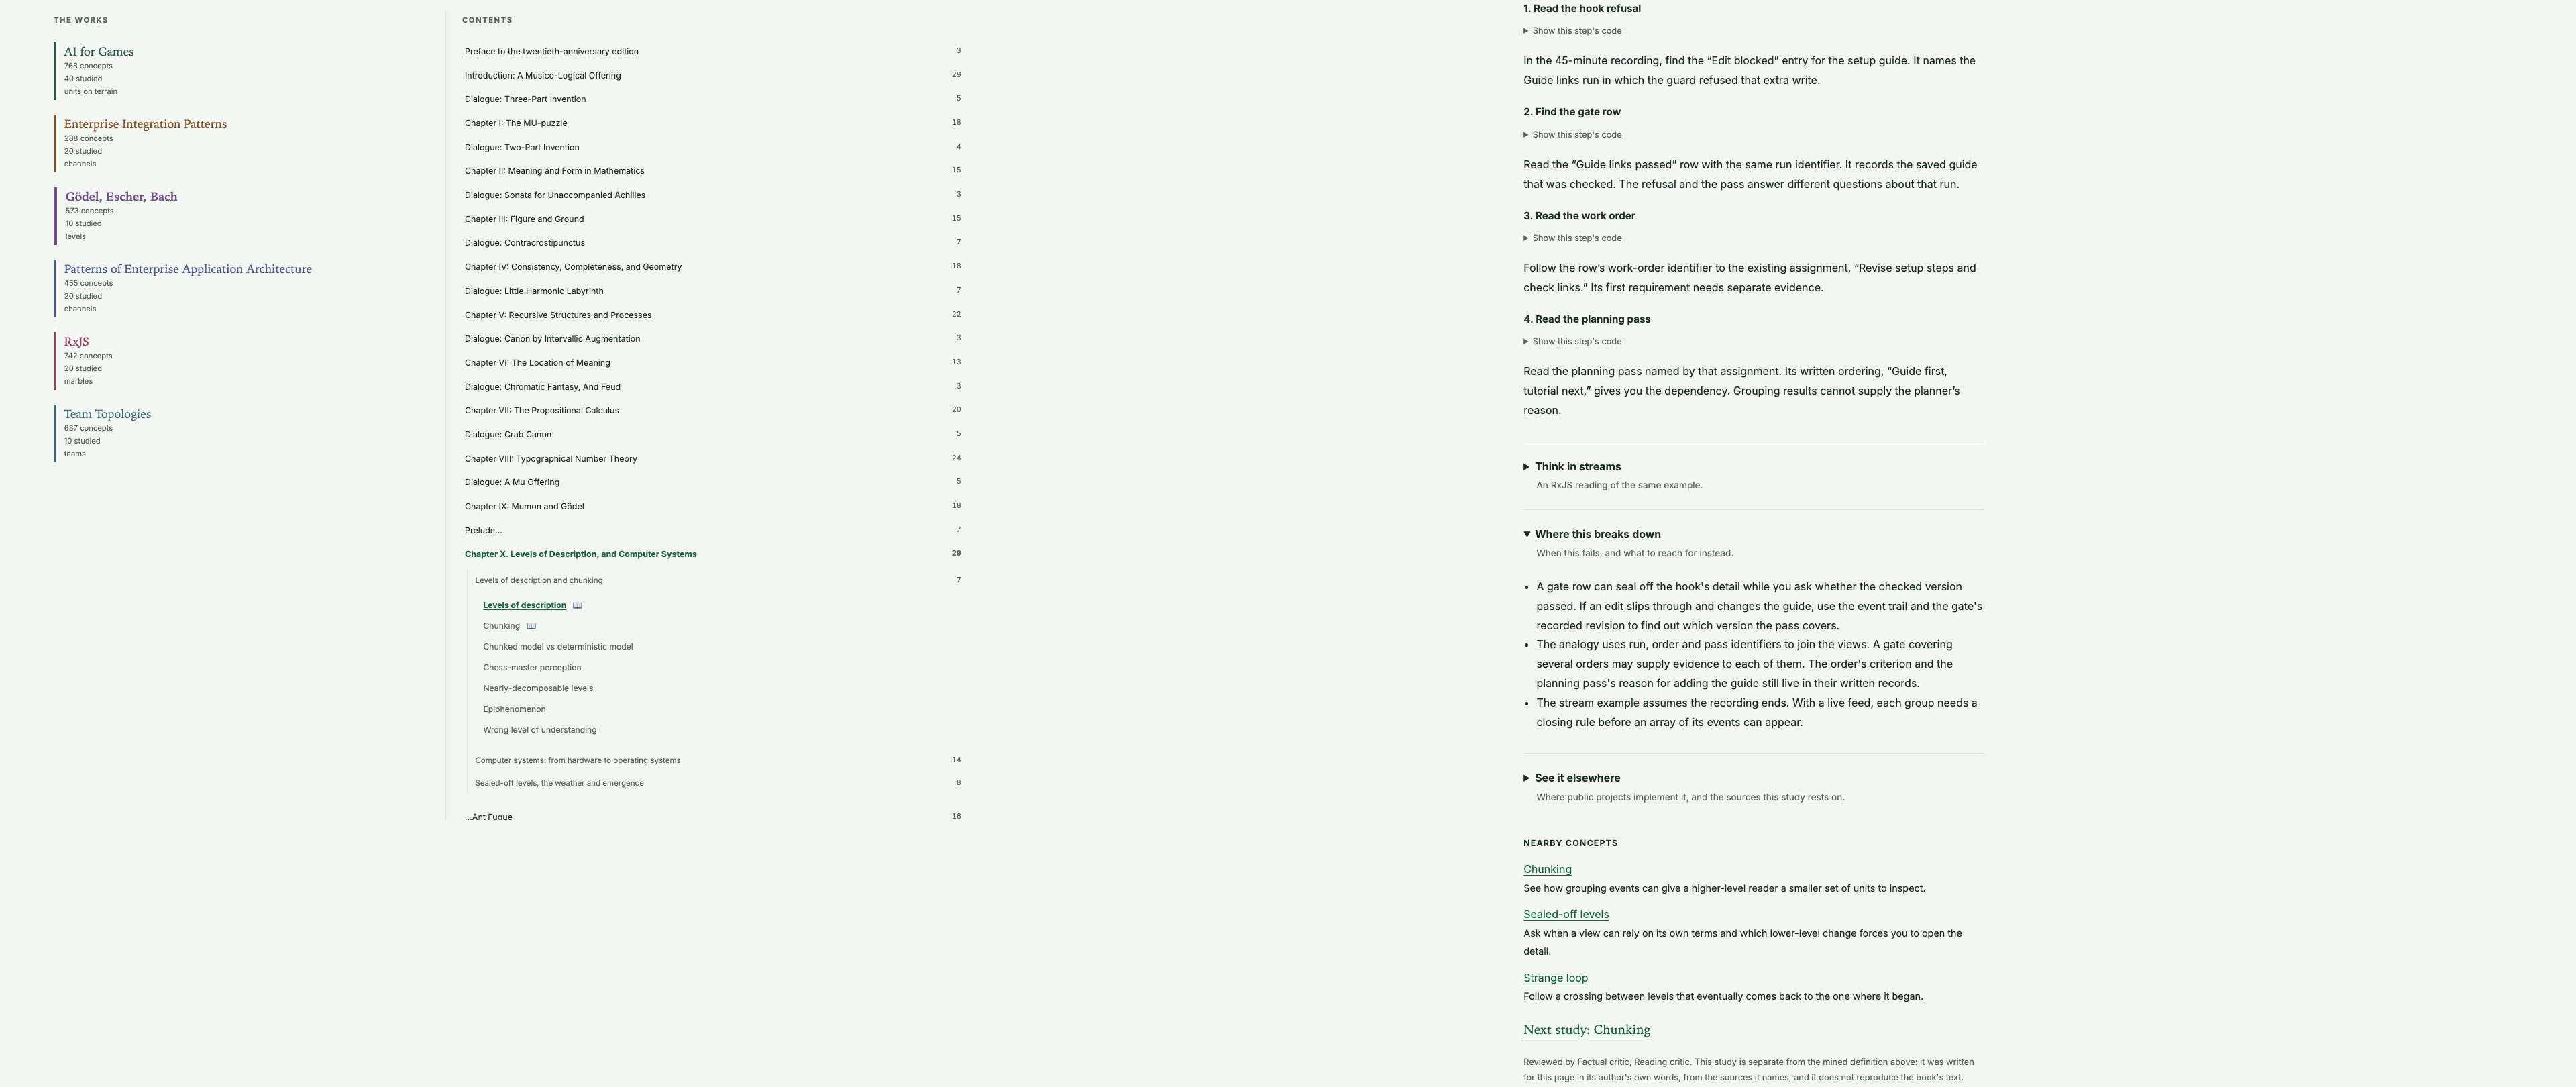 THE WORKS
AI for Games
768 concepts
40 studied
units on terrain
Enterprise Integration Patterns
288 concepts
20 studied
channels
Gödel, Escher, Bach
573 concepts
10 studied
levels
Patterns of Enterprise Application Architecture
455 concepts
20 studied
channels
RxJS
742 concepts
20 studied
marbles
Team Topologies
637 concepts
10 studied
teams
CONTENTS
Preface to the twentieth-anniversary edition 3
Introduction: A Musico-Logical Offering 29
Dialogue: Three-Part Invention 5
Chapter I: The MU-puzzle 18
Dialogue: Two-Part Invention 4
Chapter II: Meaning and Form in Mathematics 15
Dialogue: Sonata for Unaccompanied Achilles 3
Chapter III: Figure and Ground 15
Dialogue: Contracrostipunctus 7
Chapter IV: Consistency, Completeness, and Geometry 18
Dialogue: Little Harmonic Labyrinth 7
Chapter V: Recursive Structures and Processes 22
Dialogue: Canon by Intervallic Augmentation 3
Chapter VI: The Location of Meaning 13
Dialogue: Chromatic Fantasy, And Feud 3
Chapter VII: The Propositional Calculus 20
Dialogue: Crab Canon 5
Chapter VIII: Typographical Number Theory 24
Dialogue: A Mu Offering 5
Chapter IX: Mumon and Gödel 18
Prelude... 7
Chapter X. Levels of Description, and Computer Systems 29
Levels of description and chunking 7
Levels of description
Chunking
Chunked model vs deterministic model
Chess-master perception
Nearly-decomposable levels
Epiphenomenon
Wrong level of understanding
Computer systems: from hardware to operating systems 14
Sealed-off levels, the weather and emergence 8
...Ant Fugue 16
1. Read the hook refusal
Show this step's code
In the 45-minute recording, find the “Edit blocked” entry for the setup guide. It names the
Guide links run in which the guard refused that extra write.
2. Find the gate row
Show this step's code
Read the “Guide links passed” row with the same run identifier. It records the saved guide
that was checked. The refusal and the pass answer different questions about that run.
3. Read the work order
Show this step's code
Follow the row’s work-order identifier to the existing assignment, “Revise setup steps and
check links.” Its first requirement needs separate evidence.
4. Read the planning pass
Show this step's code
Read the planning pass named by that assignment. Its written ordering, “Guide first,
tutorial next,” gives you the dependency. Grouping results cannot supply the planner’s
reason.
Think in streams
An RxJS reading of the same example.
Where this breaks down
When this fails, and what to reach for instead.
• A gate row can seal off the hook's detail while you ask whether the checked version
passed. If an edit slips through and changes the guide, use the event trail and the gate's
recorded revision to find out which version the pass covers.
• The analogy uses run, order and pass identifiers to join the views. A gate covering
several orders may supply evidence to each of them. The order's criterion and the
planning pass's reason for adding the guide still live in their written records.
• The stream example assumes the recording ends. With a live feed, each group needs a
closing rule before an array of its events can appear.
See it elsewhere
Where public projects implement it, and the sources this study rests on.
NEARBY CONCEPTS
Chunking
See how grouping events can give a higher-level reader a smaller set of units to inspect.
Sealed-off levels
Ask when a view can rely on its own terms and which lower-level change forces you to open the
detail.
Strange loop
Follow a crossing between levels that eventually comes back to the one where it began.
Next study: Chunking
Reviewed by Factual critic, Reading critic. This study is separate from the mined definition above: it was written
for this page in its author's own words, from the sources it names, and it does not reproduce the book's text.